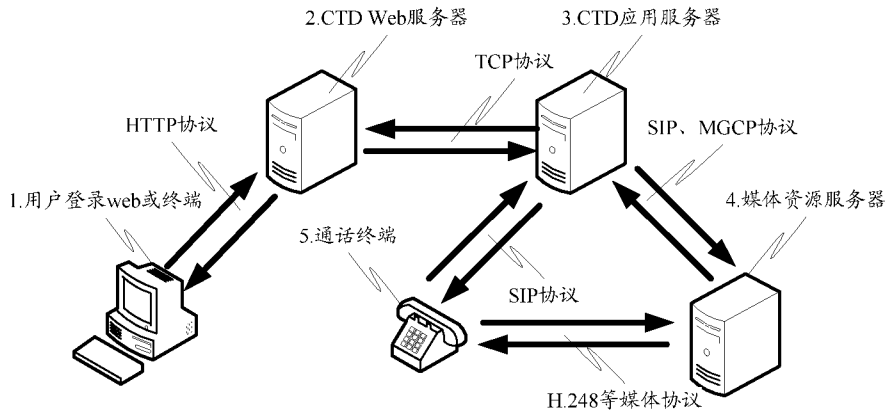 2.CTD Web服务器
3.CTD应用服务器
TCP协议
HTTP协议
SIP、MGCP协议
1.用户登录web或终端
4.媒体资源服务器
5.通话终端
SIP协议
H.248等媒体协议